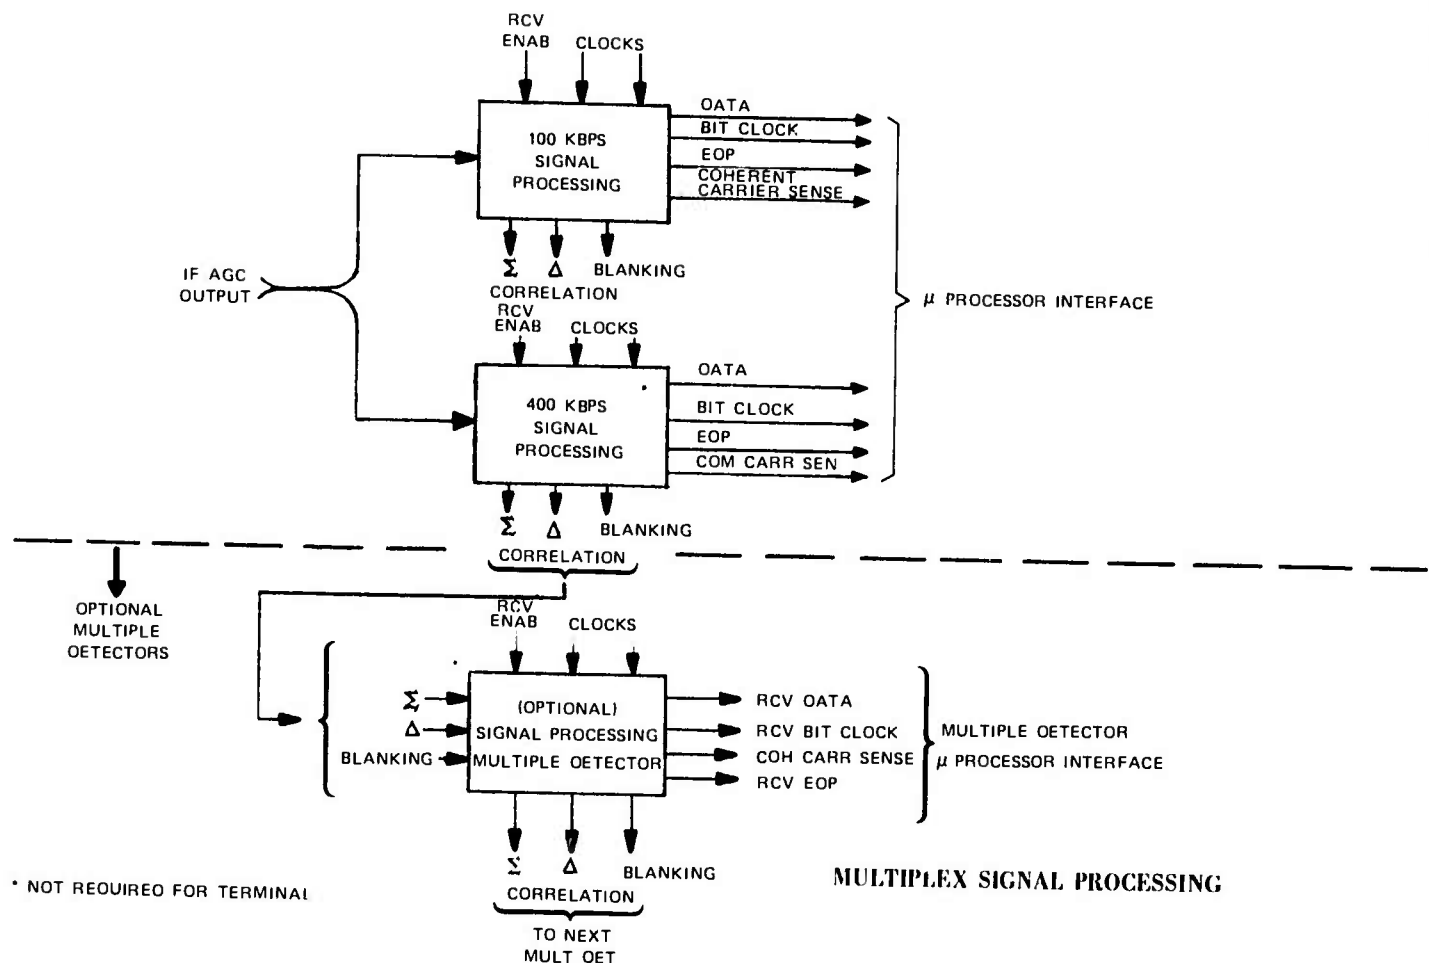 RCV
ENAB
CLOCKS
100 KBPS
SIGNAL
PROCESSING
OATA
BIT CLOCK
EOP
COHERENT
CARRIER SENSE
Σ
Δ
BLANKING
CORRELATION
IF AGC
OUTPUT
μ PROCESSOR INTERFACE
RCV
ENAB
CLOCKS
400 KBPS
SIGNAL
PROCESSING
OATA
BIT CLOCK
EOP
COM CARR SEN
Σ
Δ
BLANKING
CORRELATION
OPTIONAL
MULTIPLE
OETECTORS
RCV
ENAB
CLOCKS
Σ
Δ
BLANKING
(OPTIONAL)
SIGNAL PROCESSING
MULTIPLE OETECTOR
RCV OATA
RCV BIT CLOCK
COH CARR SENSE
RCV EOP
MULTIPLE OETECTOR
μ PROCESSOR INTERFACE
Σ
Δ
BLANKING
CORRELATION
TO NEXT
MULT OET
* NOT REOUIREO FOR TERMINAL
MULTIPLEX SIGNAL PROCESSING